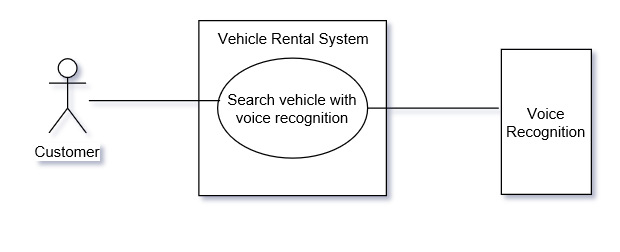 Vehicle Rental System
Search vehicle with
voice recognition
Customer
Voice
Recognition